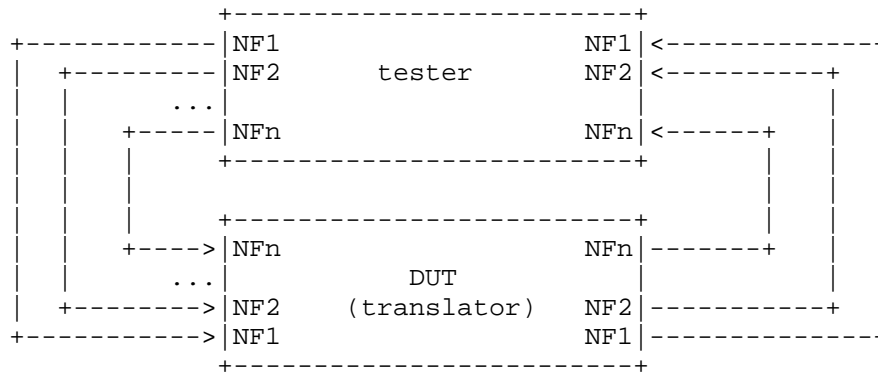 NF1 NF1
NF2 tester NF2
...
NFn NFn
NFn NFn
... DUT
NF2 (translator) NF2
NF1 NF1